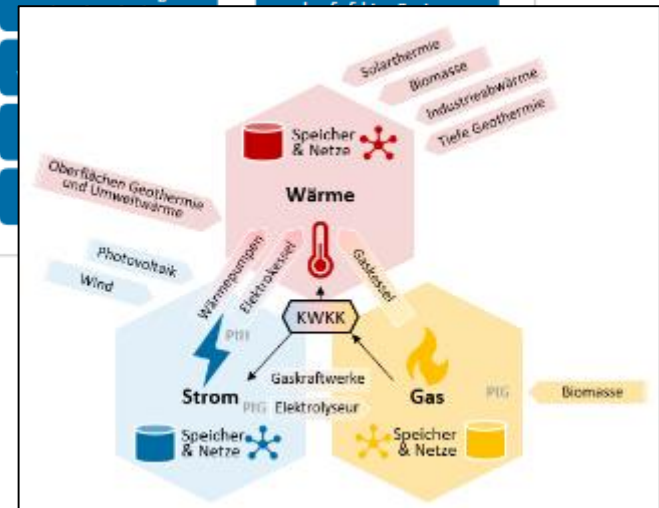 Solarthermie
Biomasse
Industrieabwärme
Tiefe Geothermie
Speicher
& Netze
Wärme
Oberflächen Geothermie
und Umweltwärme
Photovoltaik
Wind
Wärmepumpen
Elektrokessel
Gaskessel
KWKK
PtH
Strom
Gaskraftwerke
PtG Elektrolyseur
Gas
PtG
Biomasse
Speicher
& Netze
Speicher
& Netze